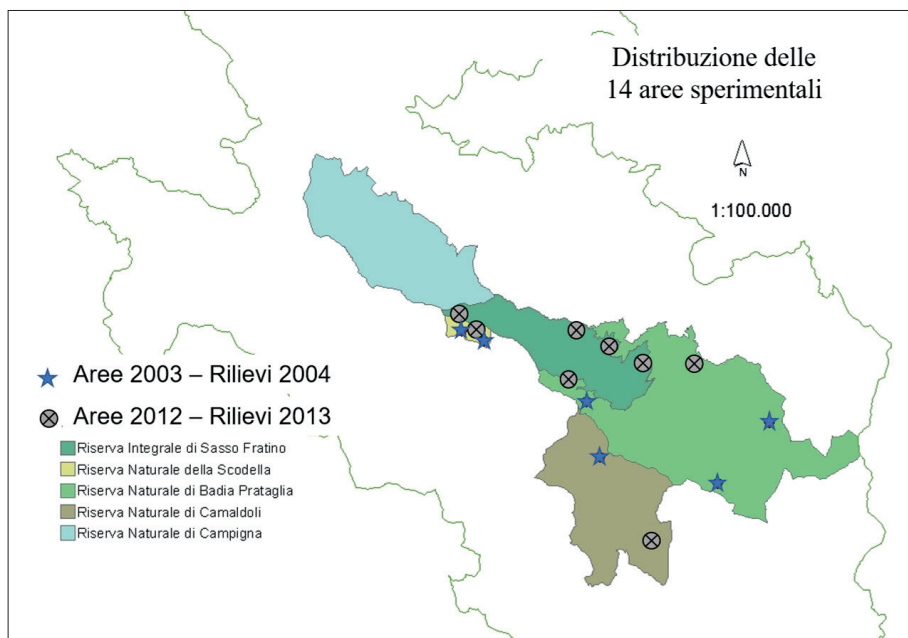 Distribuzione delle
14 aree sperimentali
N
1:100.000
Aree 2003 – Rilievi 2004
Aree 2012 – Rilievi 2013
Riserva Integrale di Sasso Fratino
Riserva Naturale della Scodella
Riserva Naturale di Badia Prataglia
Riserva Naturale di Camaldoli
Riserva Naturale di Campigna